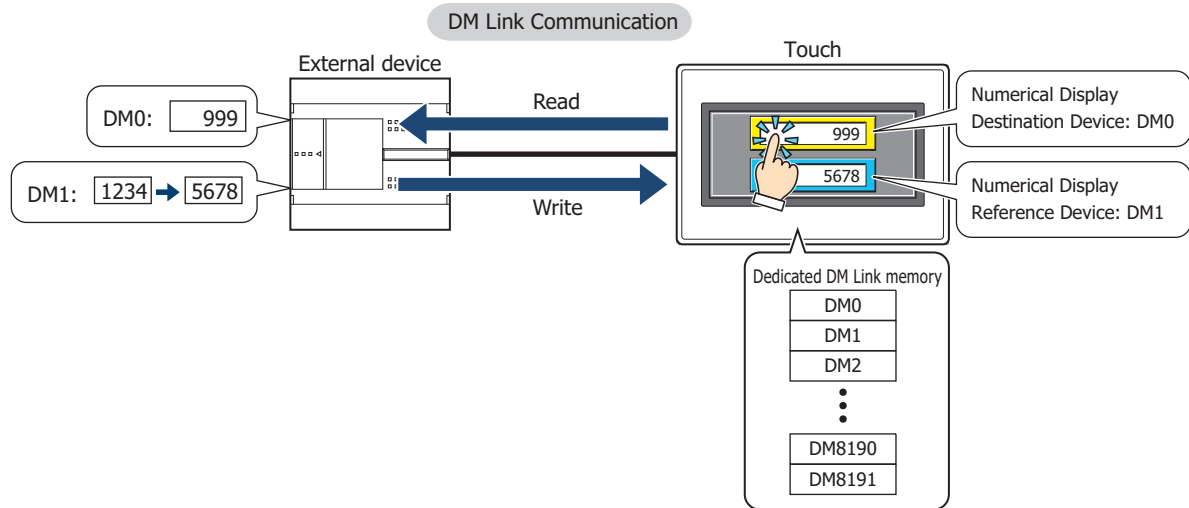 DM Link Communication
External device
Touch
DM0: 999
Read
999
Numerical Display
Destination Device: DM0
DM1: 1234 5678
Write
5678
Numerical Display
Reference Device: DM1
Dedicated DM Link memory
DM0
DM1
DM2
DM8190
DM8191